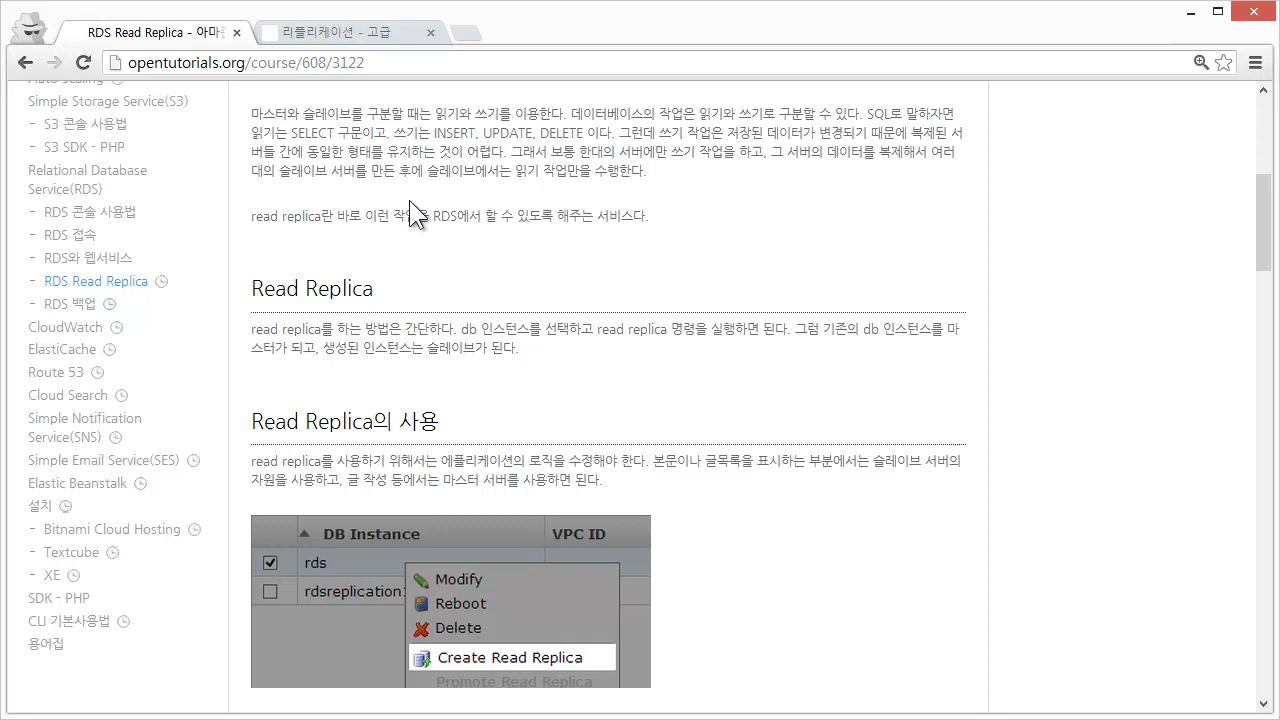 RDS Read Replica - 아마
리플리케이션 - 고급
opentutorials.org/course/608/3122
Auto Scaling
Simple Storage Service(S3)
- S3 콘솔 사용법
- S3 SDK - PHP
Relational Database
Service(RDS)
- RDS 콘솔 사용법
- RDS 접속
- RDS와 웹서비스
- RDS Read Replica
- RDS 백업
CloudWatch
ElastiCache
Route 53
Cloud Search
Simple Notification
Service(SNS)
Simple Email Service(SES)
Elastic Beanstalk
설치
- Bitnami Cloud Hosting
- Textcube
- XE
SDK - PHP
CLI 기본사용법
용어집
마스터와 슬레이브를 구분할 때는 읽기와 쓰기를 이용한다. 데이터베이스의 작업은 읽기와 쓰기로 구분할 수 있다. SQL로 말하자면
읽기는 SELECT 구문이고, 쓰기는 INSERT, UPDATE, DELETE 이다. 그런데 쓰기 작업은 저장된 데이터가 변경되기 때문에 복제된 서
버들 간에 동일한 형태를 유지하는 것이 어렵다. 그래서 보통 한대의 서버에만 쓰기 작업을 하고, 그 서버의 데이터를 복제해서 여러
대의 슬레이브 서버를 만든 후에 슬레이브에서는 읽기 작업만을 수행한다.
read replica란 바로 이런 RDS에서 할 수 있도록 해주는 서비스다.
Read Replica
read replica를 하는 방법은 간단하다. db 인스턴스를 선택하고 read replica 명령을 실행하면 된다. 그럼 기존의 db 인스턴스를 마
스터가 되고, 생성된 인스턴스는 슬레이브가 된다.
Read Replica의 사용
read replica를 사용하기 위해서는 에플리케이션의 로직을 수정해야 한다. 본문이나 글목록을 표시하는 부분에서는 슬레이브 서버의
자원을 사용하고, 글 작성 등에서는 마스터 서버를 사용하면 된다.
DB Instance VPC ID
rds
rdsreplication
Modify
Reboot
Delete
Create Read Replica
Promote Read Replica